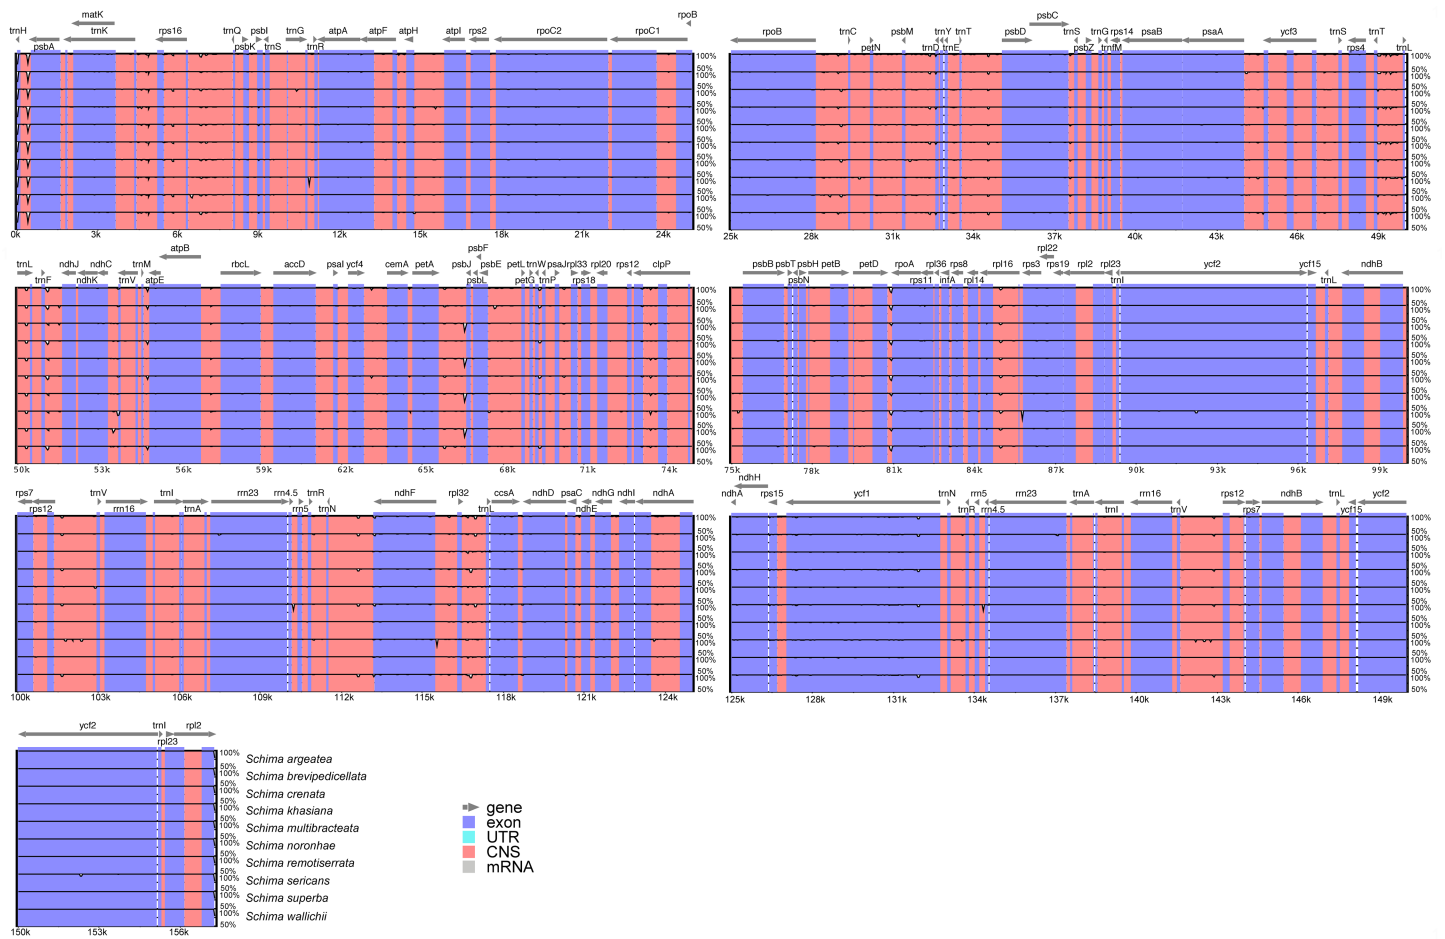 matK psbC rpoB
trnH trnQ psbI trnG atpA atpF atpH atpI rps2 rpoC2 rpoC1 rpoB trnC psbM trnY trnT psbD trnS trnG rps14 psaB psaA ycf3 trnS trnT
psbA trnK rps16 psbK trnS trnR petN trnD trnE psbZ trnfM rps4 trnL
100%
50%
0k 3k 6k 9k 12k 15k 18k 21k 24k 25k 28k 31k 34k 37k 40k 43k 46k 49k
atpB psbF rpl22
trnL ndhJ ndhC trnM rbcL accD psaI ycf4 cemA petA psbJ psbE petL trnW psaJ rpl33 rpl20 rps12 clpP psbB psbT psbH petB petD rpoA rpl36 rps8 rpl16 rps3 rps19 rpl2 rpl23 ycf2 ycf15 ndhB
trnF ndhK trnV atpE psbL petG trnP rps18 psbN rps11 infA rpl14 trnI trnL
50k 53k 56k 59k 62k 65k 68k 71k 74k 75k 78k 81k 84k 87k 90k 93k 96k 99k
ndhH
rps7 trnV trnI rrn23 rrn4.5 trnR ndhF rpl32 ccsA ndhD psaC ndhG ndhI ndhA ndhA rps15 ycf1 trnN rrn5 rrn23 trnA rrn16 rps12 ndhB trnL ycf2
rps12 rrn16 trnA rrn5 trnN trnL ndhE trnR rrn4.5 trnI trnV rps7 ycf15
100k 103k 106k 109k 112k 115k 118k 121k 124k 125k 128k 131k 134k 137k 140k 143k 146k 149k
ycf2 trnI rpl2
rpl23
Schima argeatea
Schima brevipedicellata
Schima crenata
Schima khasiana
Schima multibracteata
Schima noronhae
Schima remotiserrata
Schima sericans
Schima superba
Schima wallichii
150k 153k 156k
gene
exon
UTR
CNS
mRNA